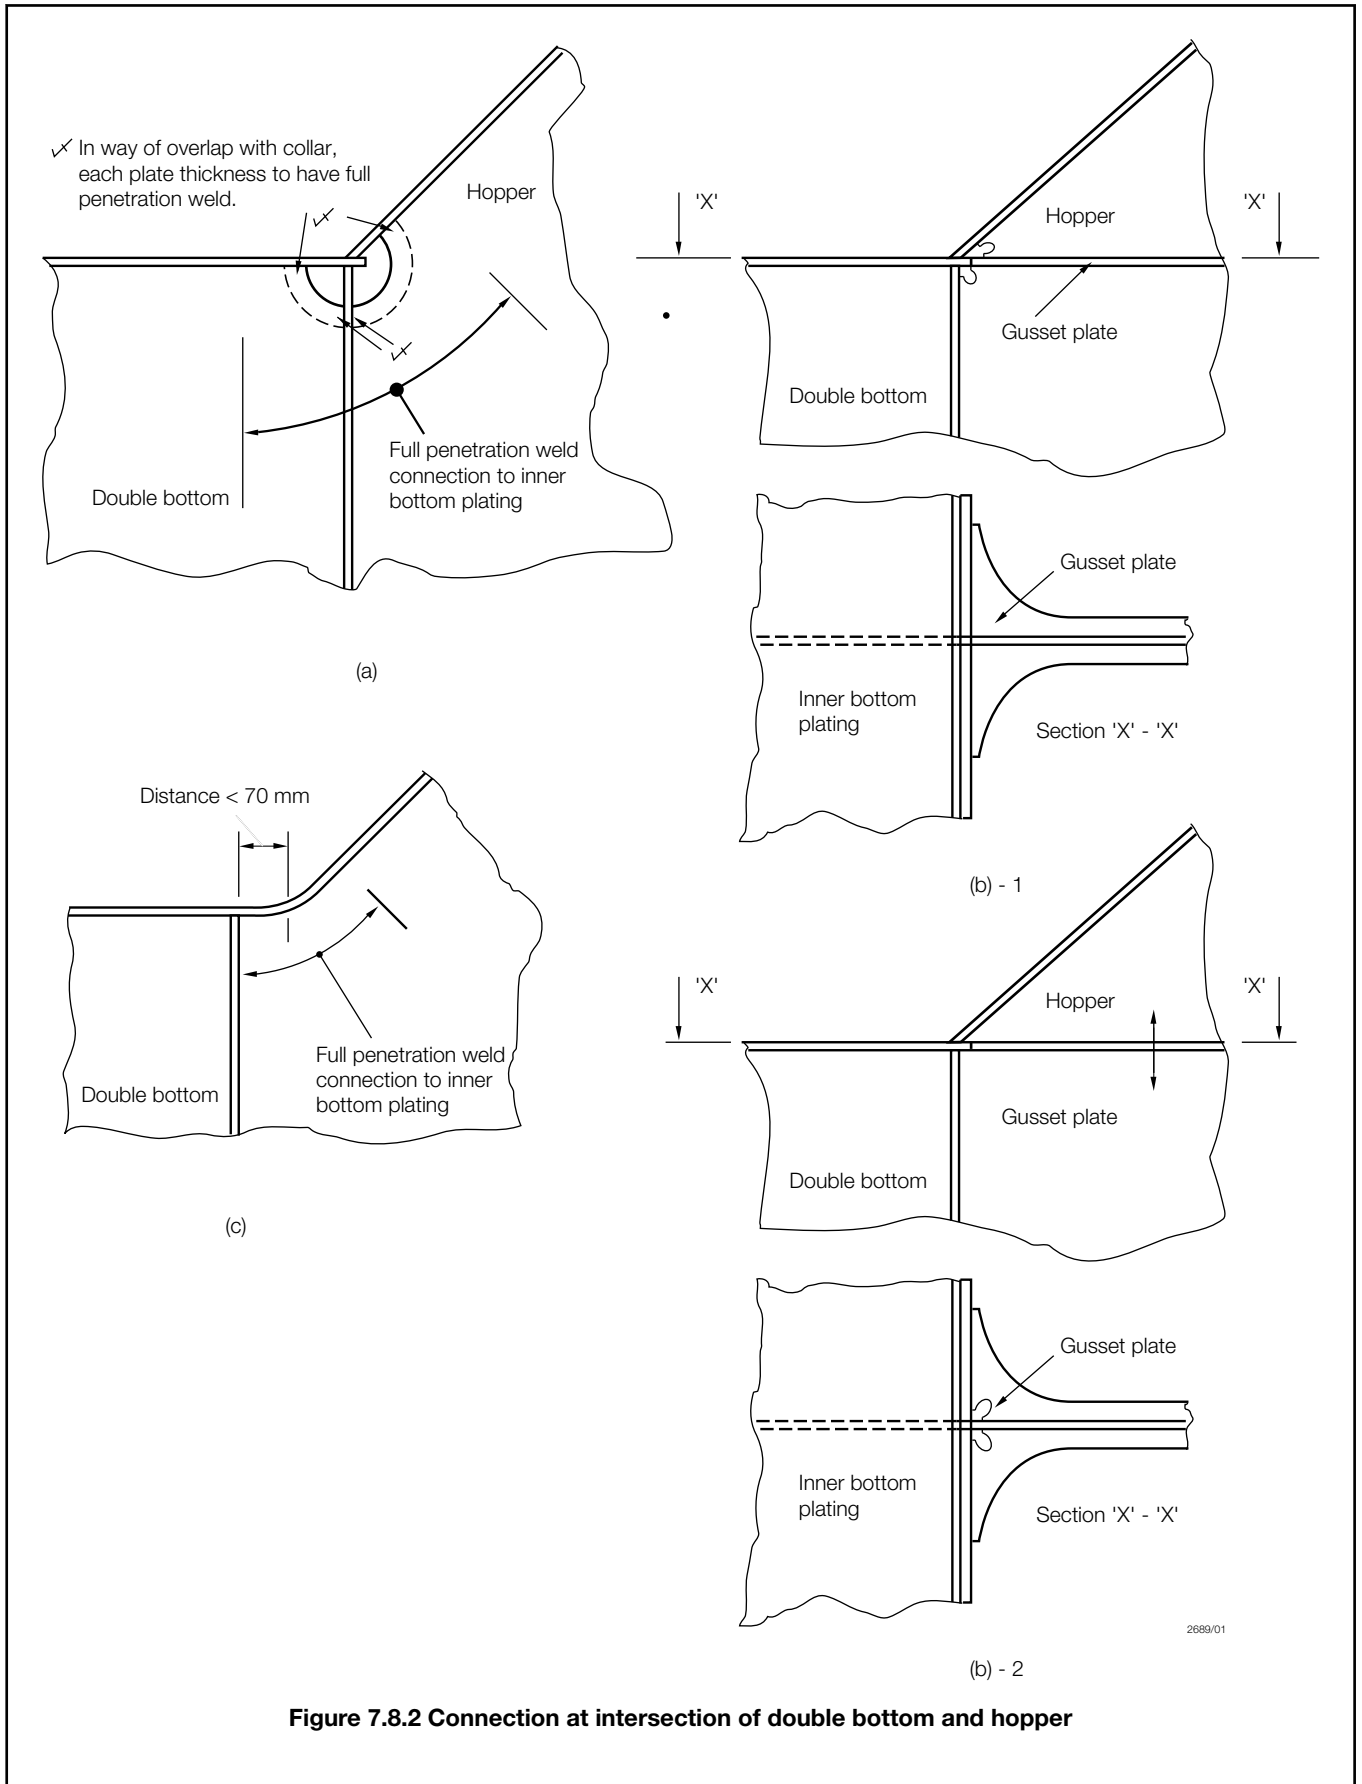 In way of overlap with collar,
each plate thickness to have full
penetration weld.
Hopper
Full penetration weld
connection to inner
bottom plating
Double bottom
(a)
'X'
'X'
Hopper
Gusset plate
Double bottom
Gusset plate
Inner bottom
plating
Section 'X' - 'X'
(b) - 1
Distance < 70 mm
Full penetration weld
connection to inner
bottom plating
Double bottom
(c)
'X'
'X'
Hopper
Gusset plate
Double bottom
Gusset plate
Inner bottom
plating
Section 'X' - 'X'
2689/01
(b) - 2
Figure 7.8.2 Connection at intersection of double bottom and hopper